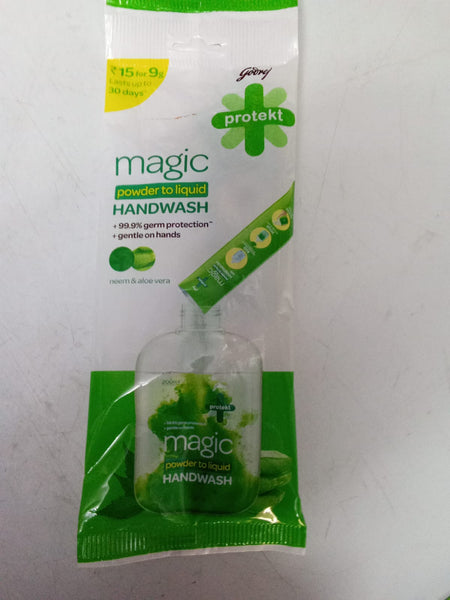 ₹15 for 9g
Lasts up to
30 days*
Godrej
protekt
magic
powder to liquid
HANDWASH
+ 99.9% germ protection**
+ gentle on hands
neem & aloe vera
magic
protekt
magic
powder to liquid
HANDWASH